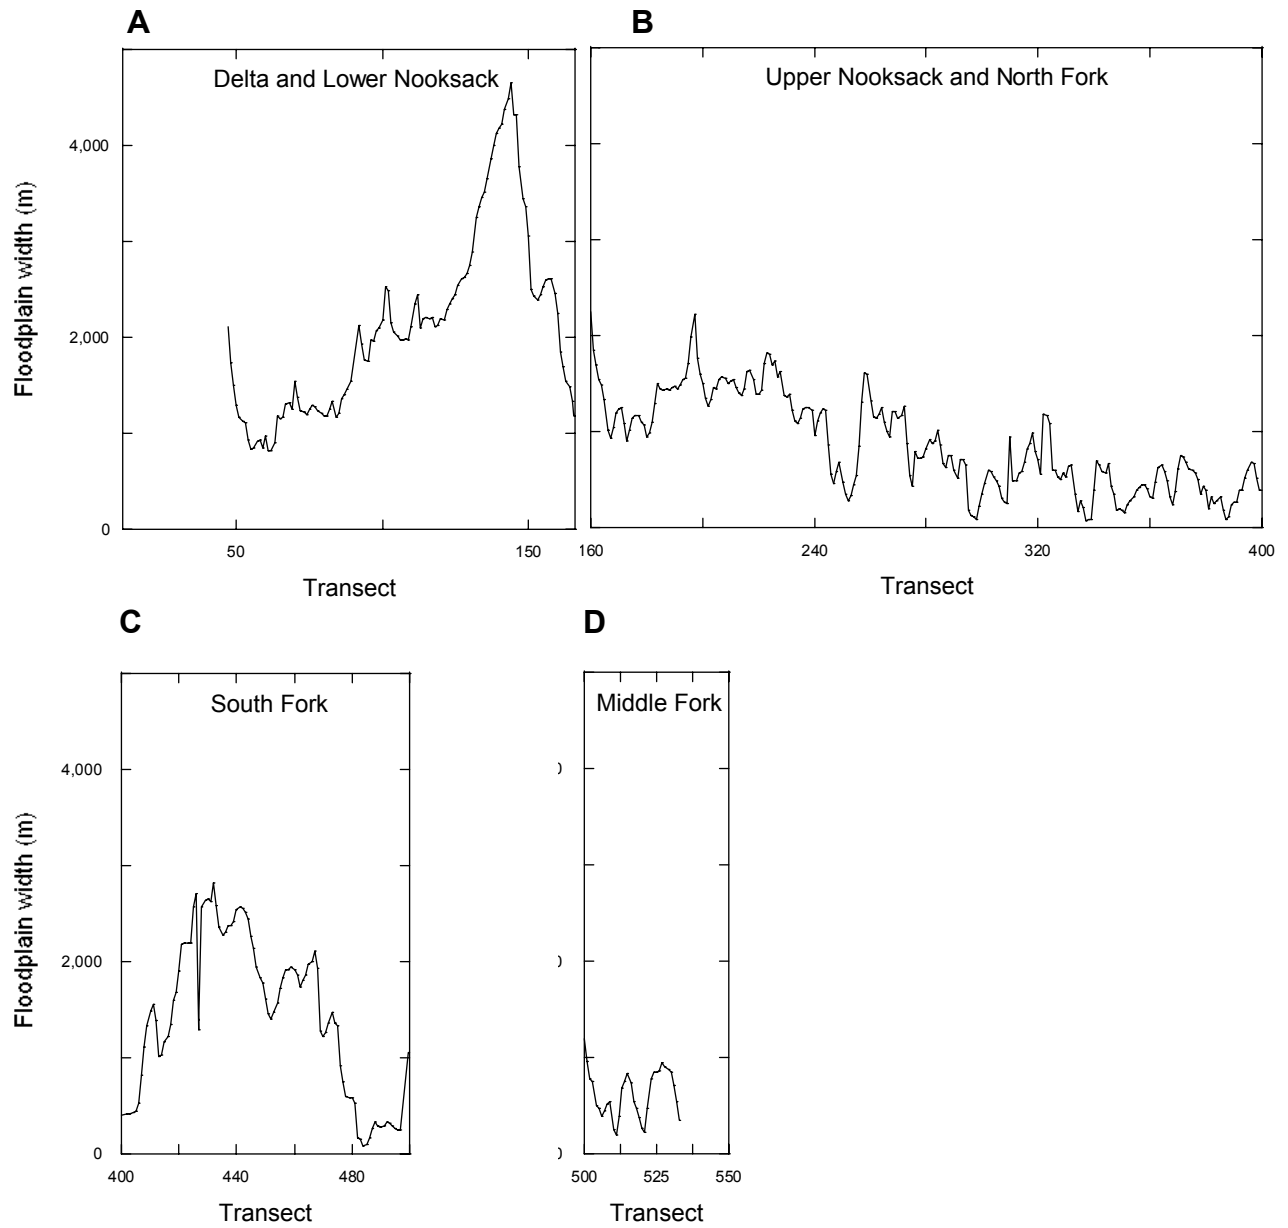 A
B
Delta and Lower Nooksack
Upper Nooksack and North Fork
4,000
2,000
0
Floodplain width (m)
50
150
160
240
320
400
Transect
Transect
C
D
South Fork
Middle Fork
4,000
2,000
0
Floodplain width (m)
400
440
480
500
525
550
Transect
Transect